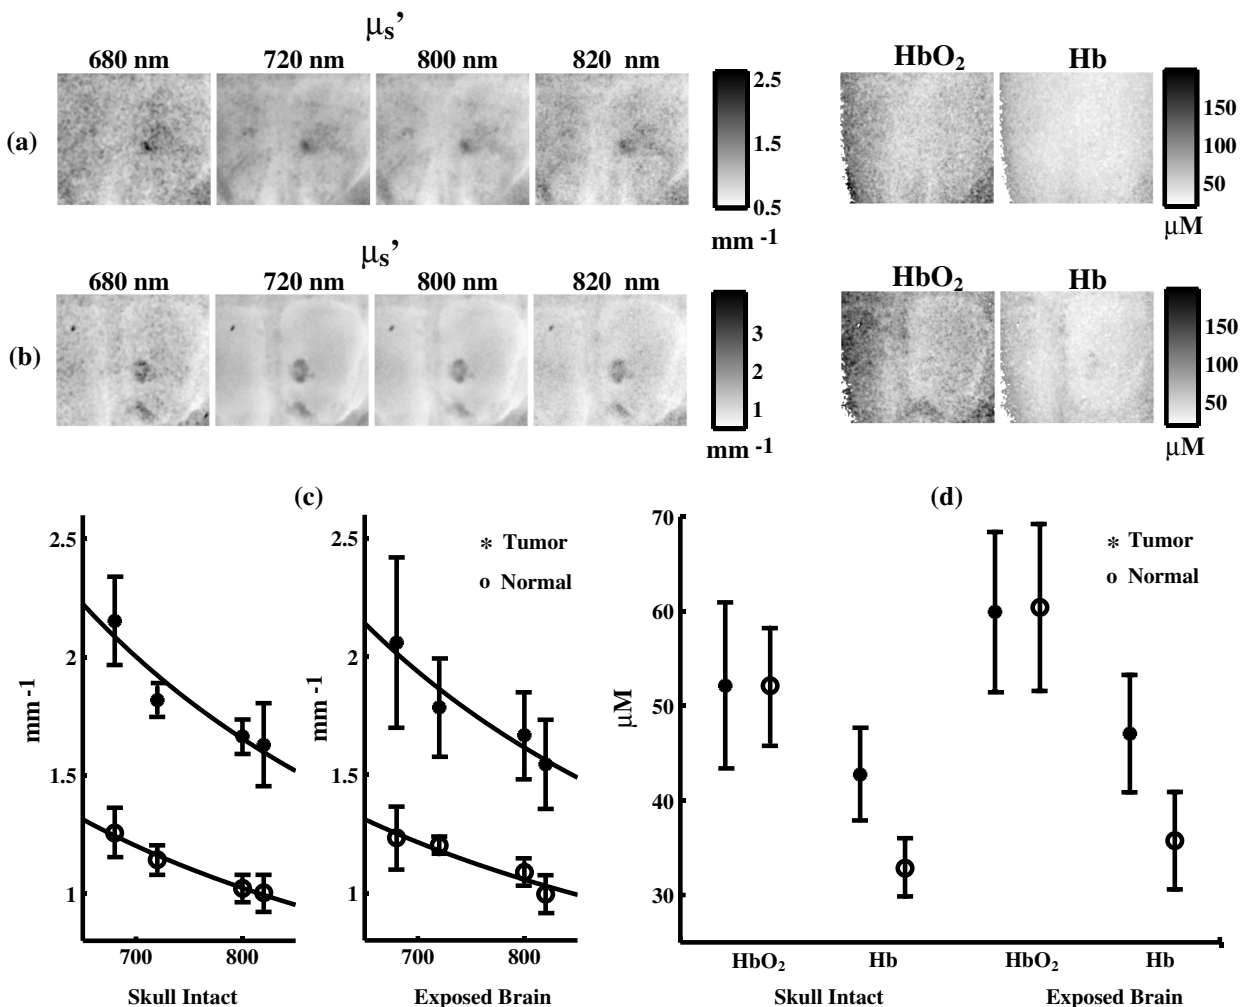 μs’
680 nm 720 nm 800 nm 820 nm
HbO2 Hb
(a)
2.5
1.5
0.5
mm -1
150
100
50
μM
μs’
680 nm 720 nm 800 nm 820 nm
HbO2 Hb
(b)
3
2
1
mm -1
150
100
50
μM
(c)
2.5
2
1.5
1
mm -1
700 800
Skull Intact
2.5
2
1.5
1
mm -1
* Tumor
o Normal
700 800
Exposed Brain
(d)
70
60
50
40
30
μM
* Tumor
o Normal
HbO2 Hb HbO2 Hb
Skull Intact Exposed Brain